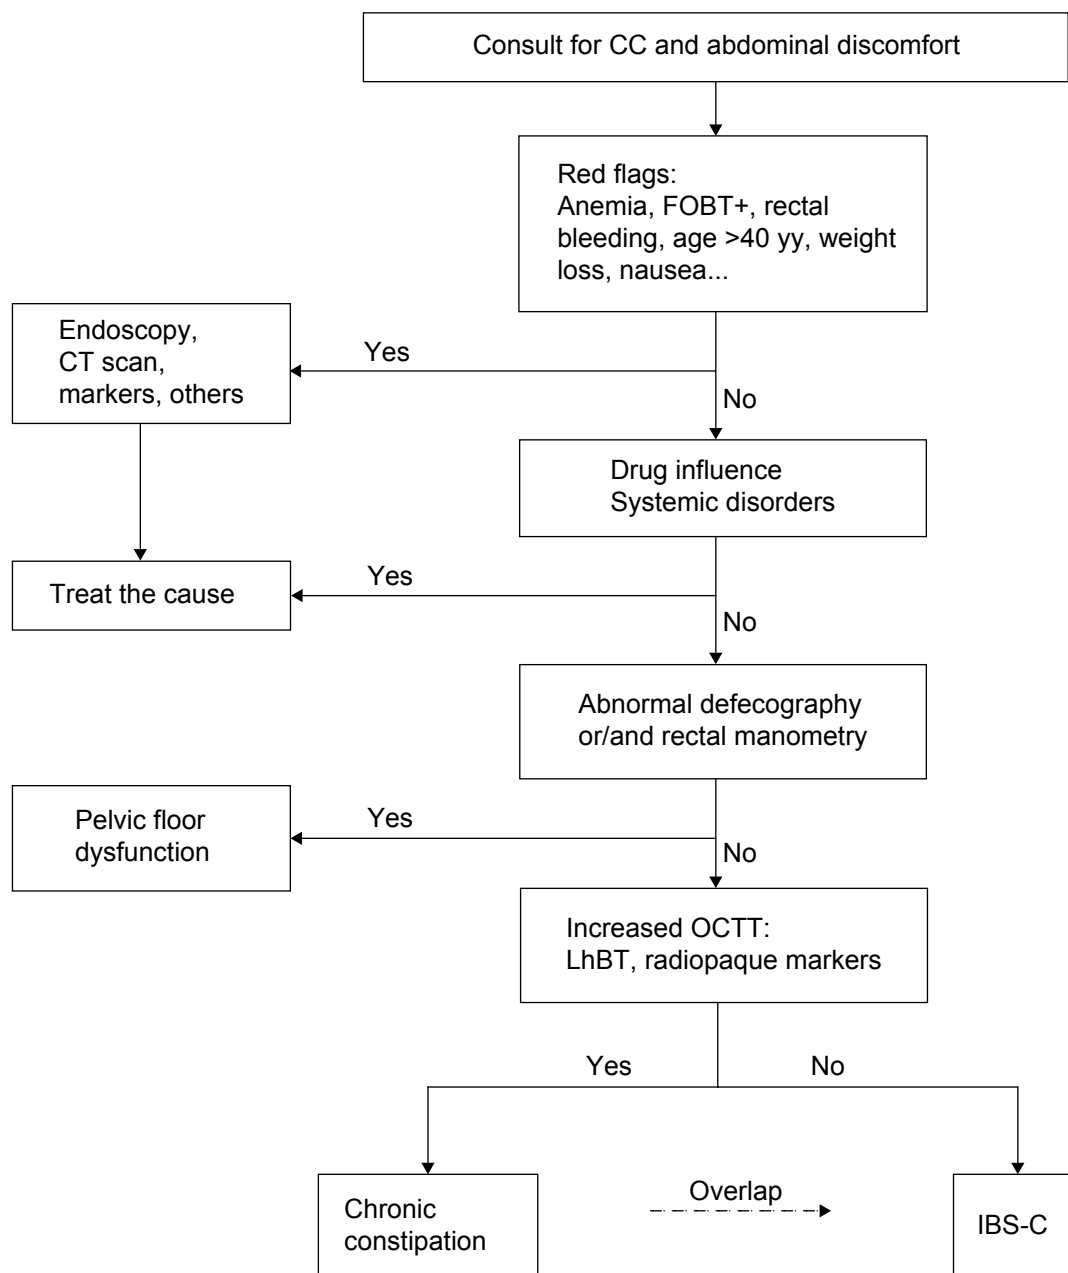 Consult for CC and abdominal discomfort
Red flags:
Anemia, FOBT+, rectal
bleeding, age >40 yy, weight
loss, nausea...
Endoscopy,
CT scan,
markers, others
Yes
No
Drug influence
Systemic disorders
Treat the cause
Yes
No
Abnormal defecography
or/and rectal manometry
Pelvic floor
dysfunction
Yes
No
Increased OCTT:
LhBT, radiopaque markers
Yes
No
Chronic
constipation
Overlap
IBS-C